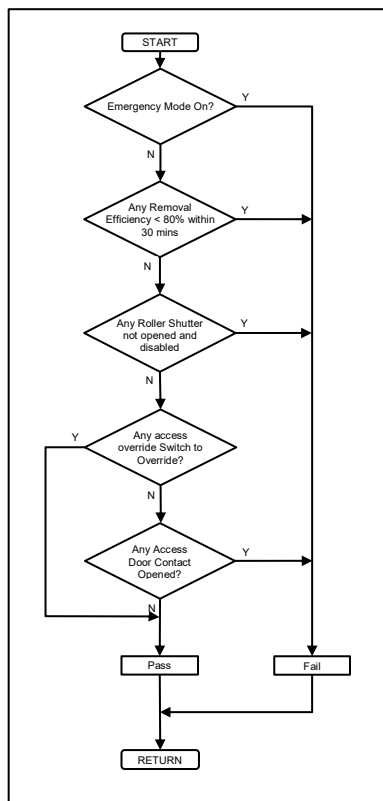 START
Emergency Mode On?
Y
N
Any Removal
Efficiency < 80% within
30 mins
Y
N
Any Roller Shutter
not opened and
disabled
Y
N
Any access
override Switch to
Override?
Y
N
Any Access
Door Contact
Opened?
Y
N
Pass
Fail
RETURN